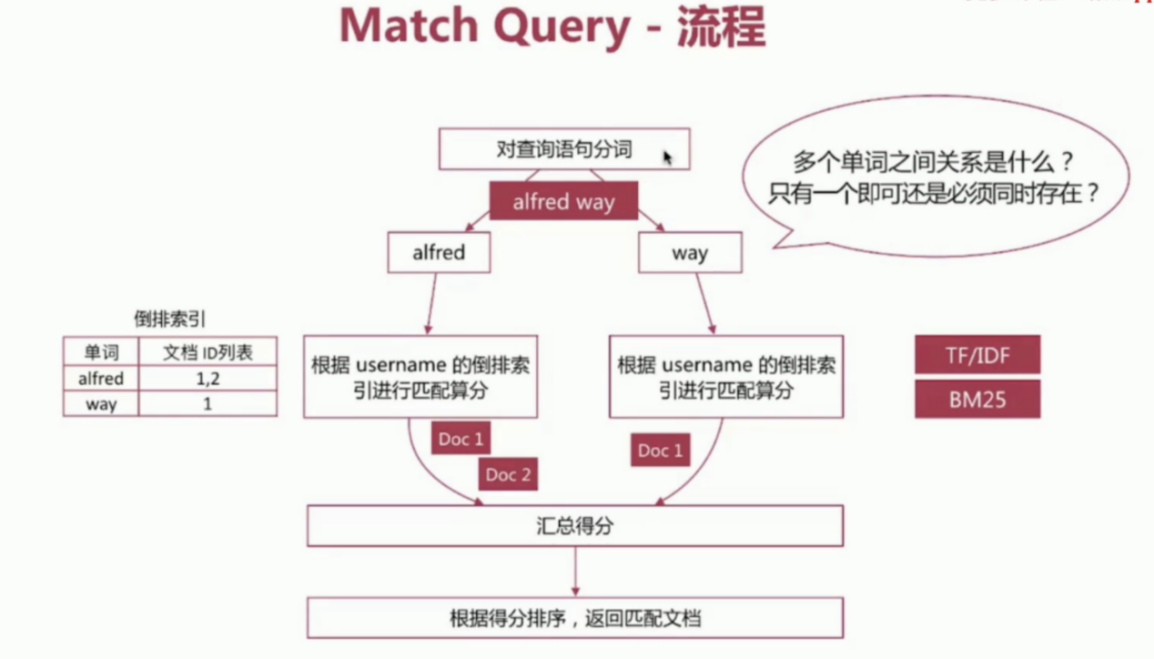 Match Query - 流程
对查询语句分词
多个单词之间关系是什么？
只有一个即可还是必须同时存在？
alfred way
alfred
way
倒排索引
单词 文档 ID列表
alfred 1,2
way 1
根据 username 的倒排索
引进行匹配算分
根据 username 的倒排索
引进行匹配算分
TF/IDF
BM25
Doc 1
Doc 2
Doc 1
汇总得分
根据得分排序，返回匹配文档